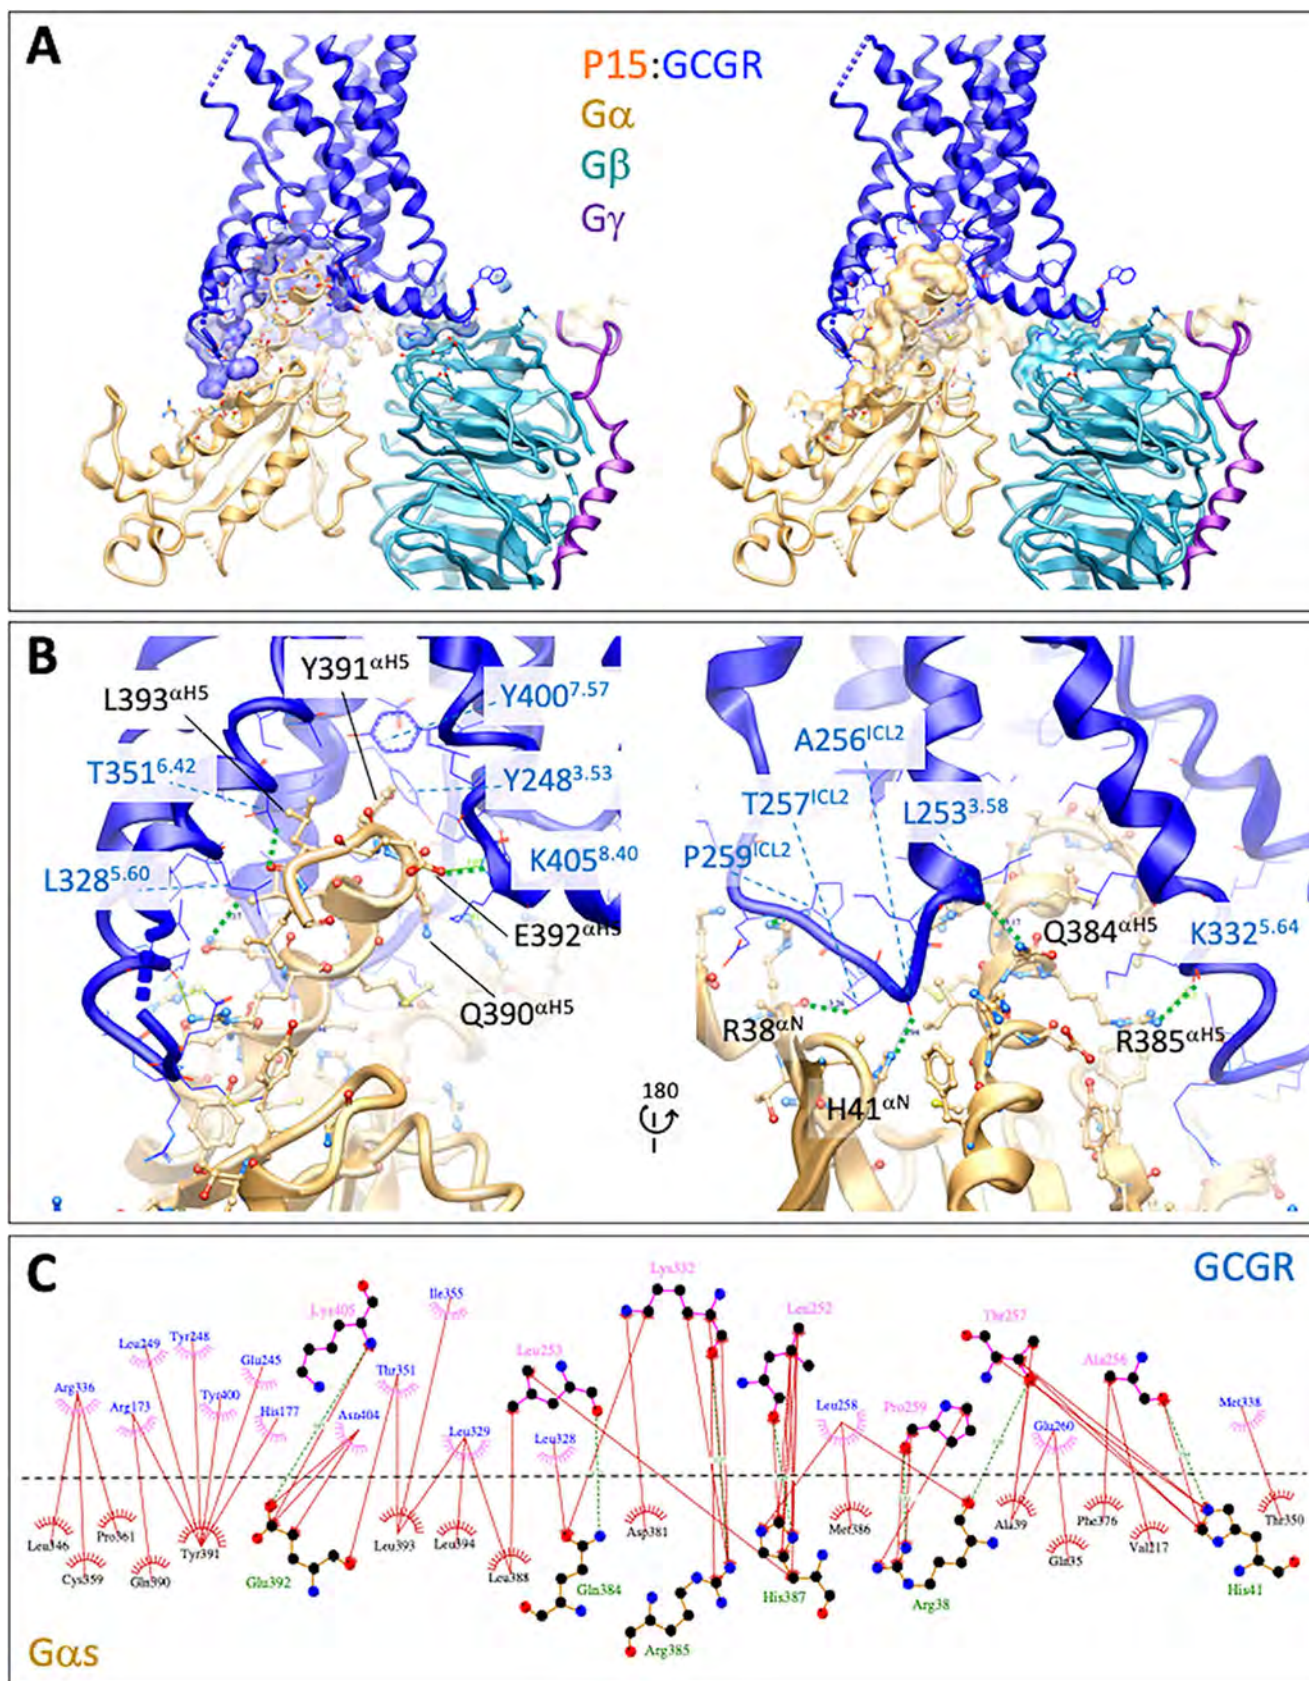 A
P15:GCGR
Gα
Gβ
Gγ
B
Y391αH5
L393αH5
Y4007.57
T3516.42
Y2483.53
L3285.60
K4058.40
E392αH5
Q390αH5
180
A256ICL2
T257ICL2
L2533.58
P259ICL2
Q384αH5
K3325.64
R38αN
R385αH5
H41αN
C
GCGR
Lys332
Ile355
Lys405
Leu252
Thr257
Leu249
Tyr248
Leu253
Glu245
Thr351
Ala256
Arg336
Arg173
Tyr400
His177
Asn404
Leu329
Leu328
Leu258
Pro259
Glu260
Met338
Leu346
Pro361
Cys359
Gln390
Tyr391
Glu392
Leu393
Leu394
Leu388
Gln384
Asp381
Arg385
His387
Met386
Arg38
Ala39
Gln35
Phe376
Val217
His41
Thr350
Gαs